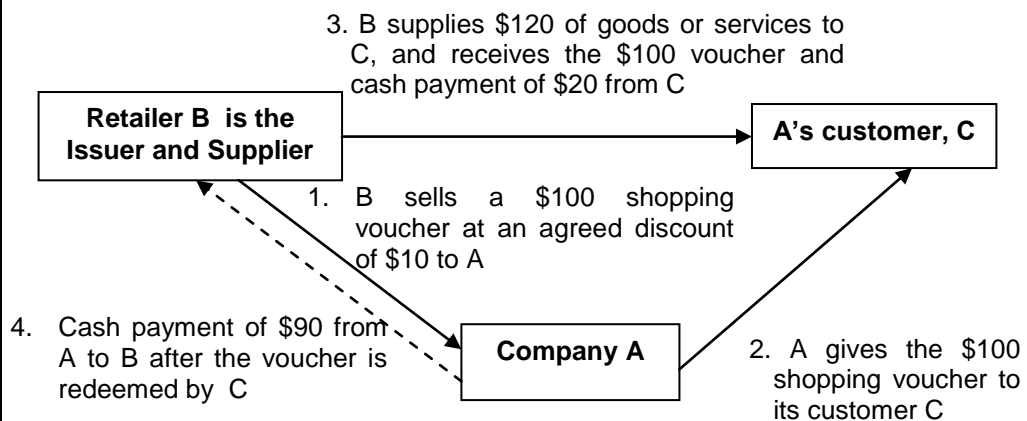 3. B supplies $120 of goods or services to
C, and receives the $100 voucher and
cash payment of $20 from C
Retailer B is the
Issuer and Supplier
A's customer, C
1. B sells a $100 shopping
voucher at an agreed discount
of $10 to A
4. Cash payment of $90 from
A to B after the voucher is
redeemed by C
Company A
2. A gives the $100
shopping voucher to
its customer C